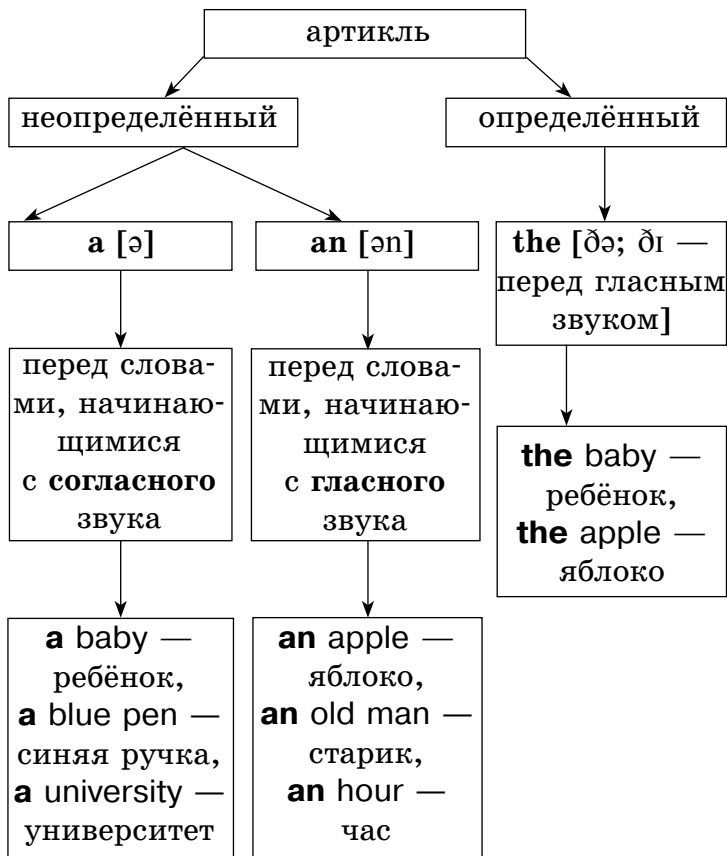 артикль
неопределённый
определённый
a [ə]
an [ən]
the [ðə; ðɪ —
перед гласным
звуком]
перед слова-
ми, начинаю-
щимися
с согласного
звука
перед слова-
ми, начинаю-
щимися
с гласного
звука
the baby —
ребёнок,
the apple —
яблоко
a baby —
ребёнок,
a blue pen —
синяя ручка,
a university —
университет
an apple —
яблоко,
an old man —
старик,
an hour —
час